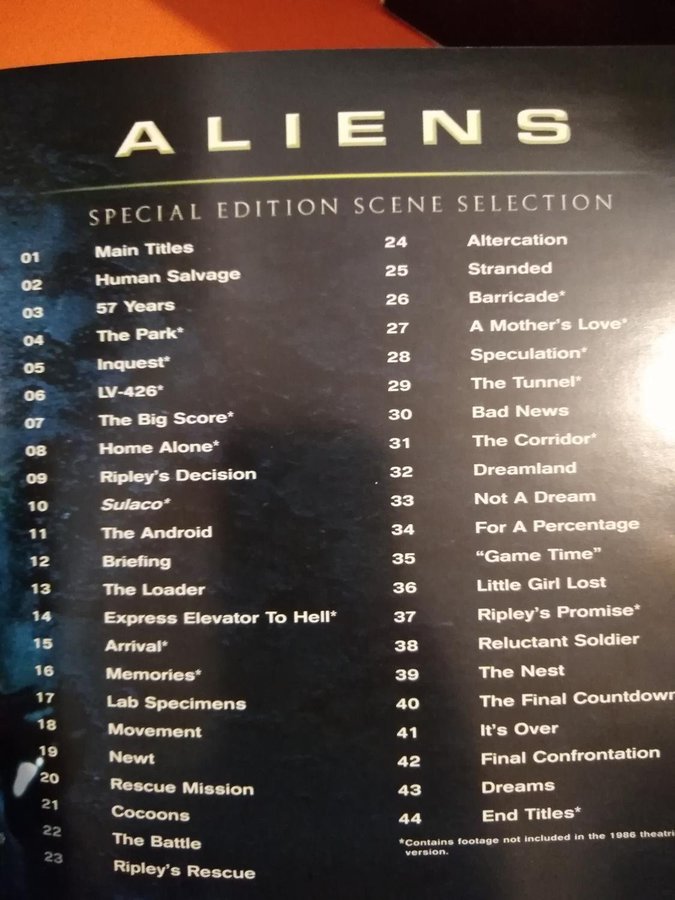 ALIENS
SPECIAL EDITION SCENE SELECTION
01 Main Titles
02 Human Salvage
03 57 Years
04 The Park*
05 Inquest*
06 LV-426*
07 The Big Score*
08 Home Alone*
09 Ripley's Decision
10 Sulaco*
11 The Android
12 Briefing
13 The Loader
14 Express Elevator To Hell*
15 Arrival*
16 Memories*
17 Lab Specimens
18 Movement
19 Newt
20 Rescue Mission
21 Cocoons
22 The Battle
23 Ripley's Rescue
24 Altercation
25 Stranded
26 Barricade*
27 A Mother's Love*
28 Speculation*
29 The Tunnel*
30 Bad News
31 The Corridor*
32 Dreamland
33 Not A Dream
34 For A Percentage
35 "Game Time"
36 Little Girl Lost
37 Ripley's Promise*
38 Reluctant Soldier
39 The Nest
40 The Final Countdown
41 It's Over
42 Final Confrontation
43 Dreams
44 End Titles*
*Contains footage not included in the 1986 theatri
version.